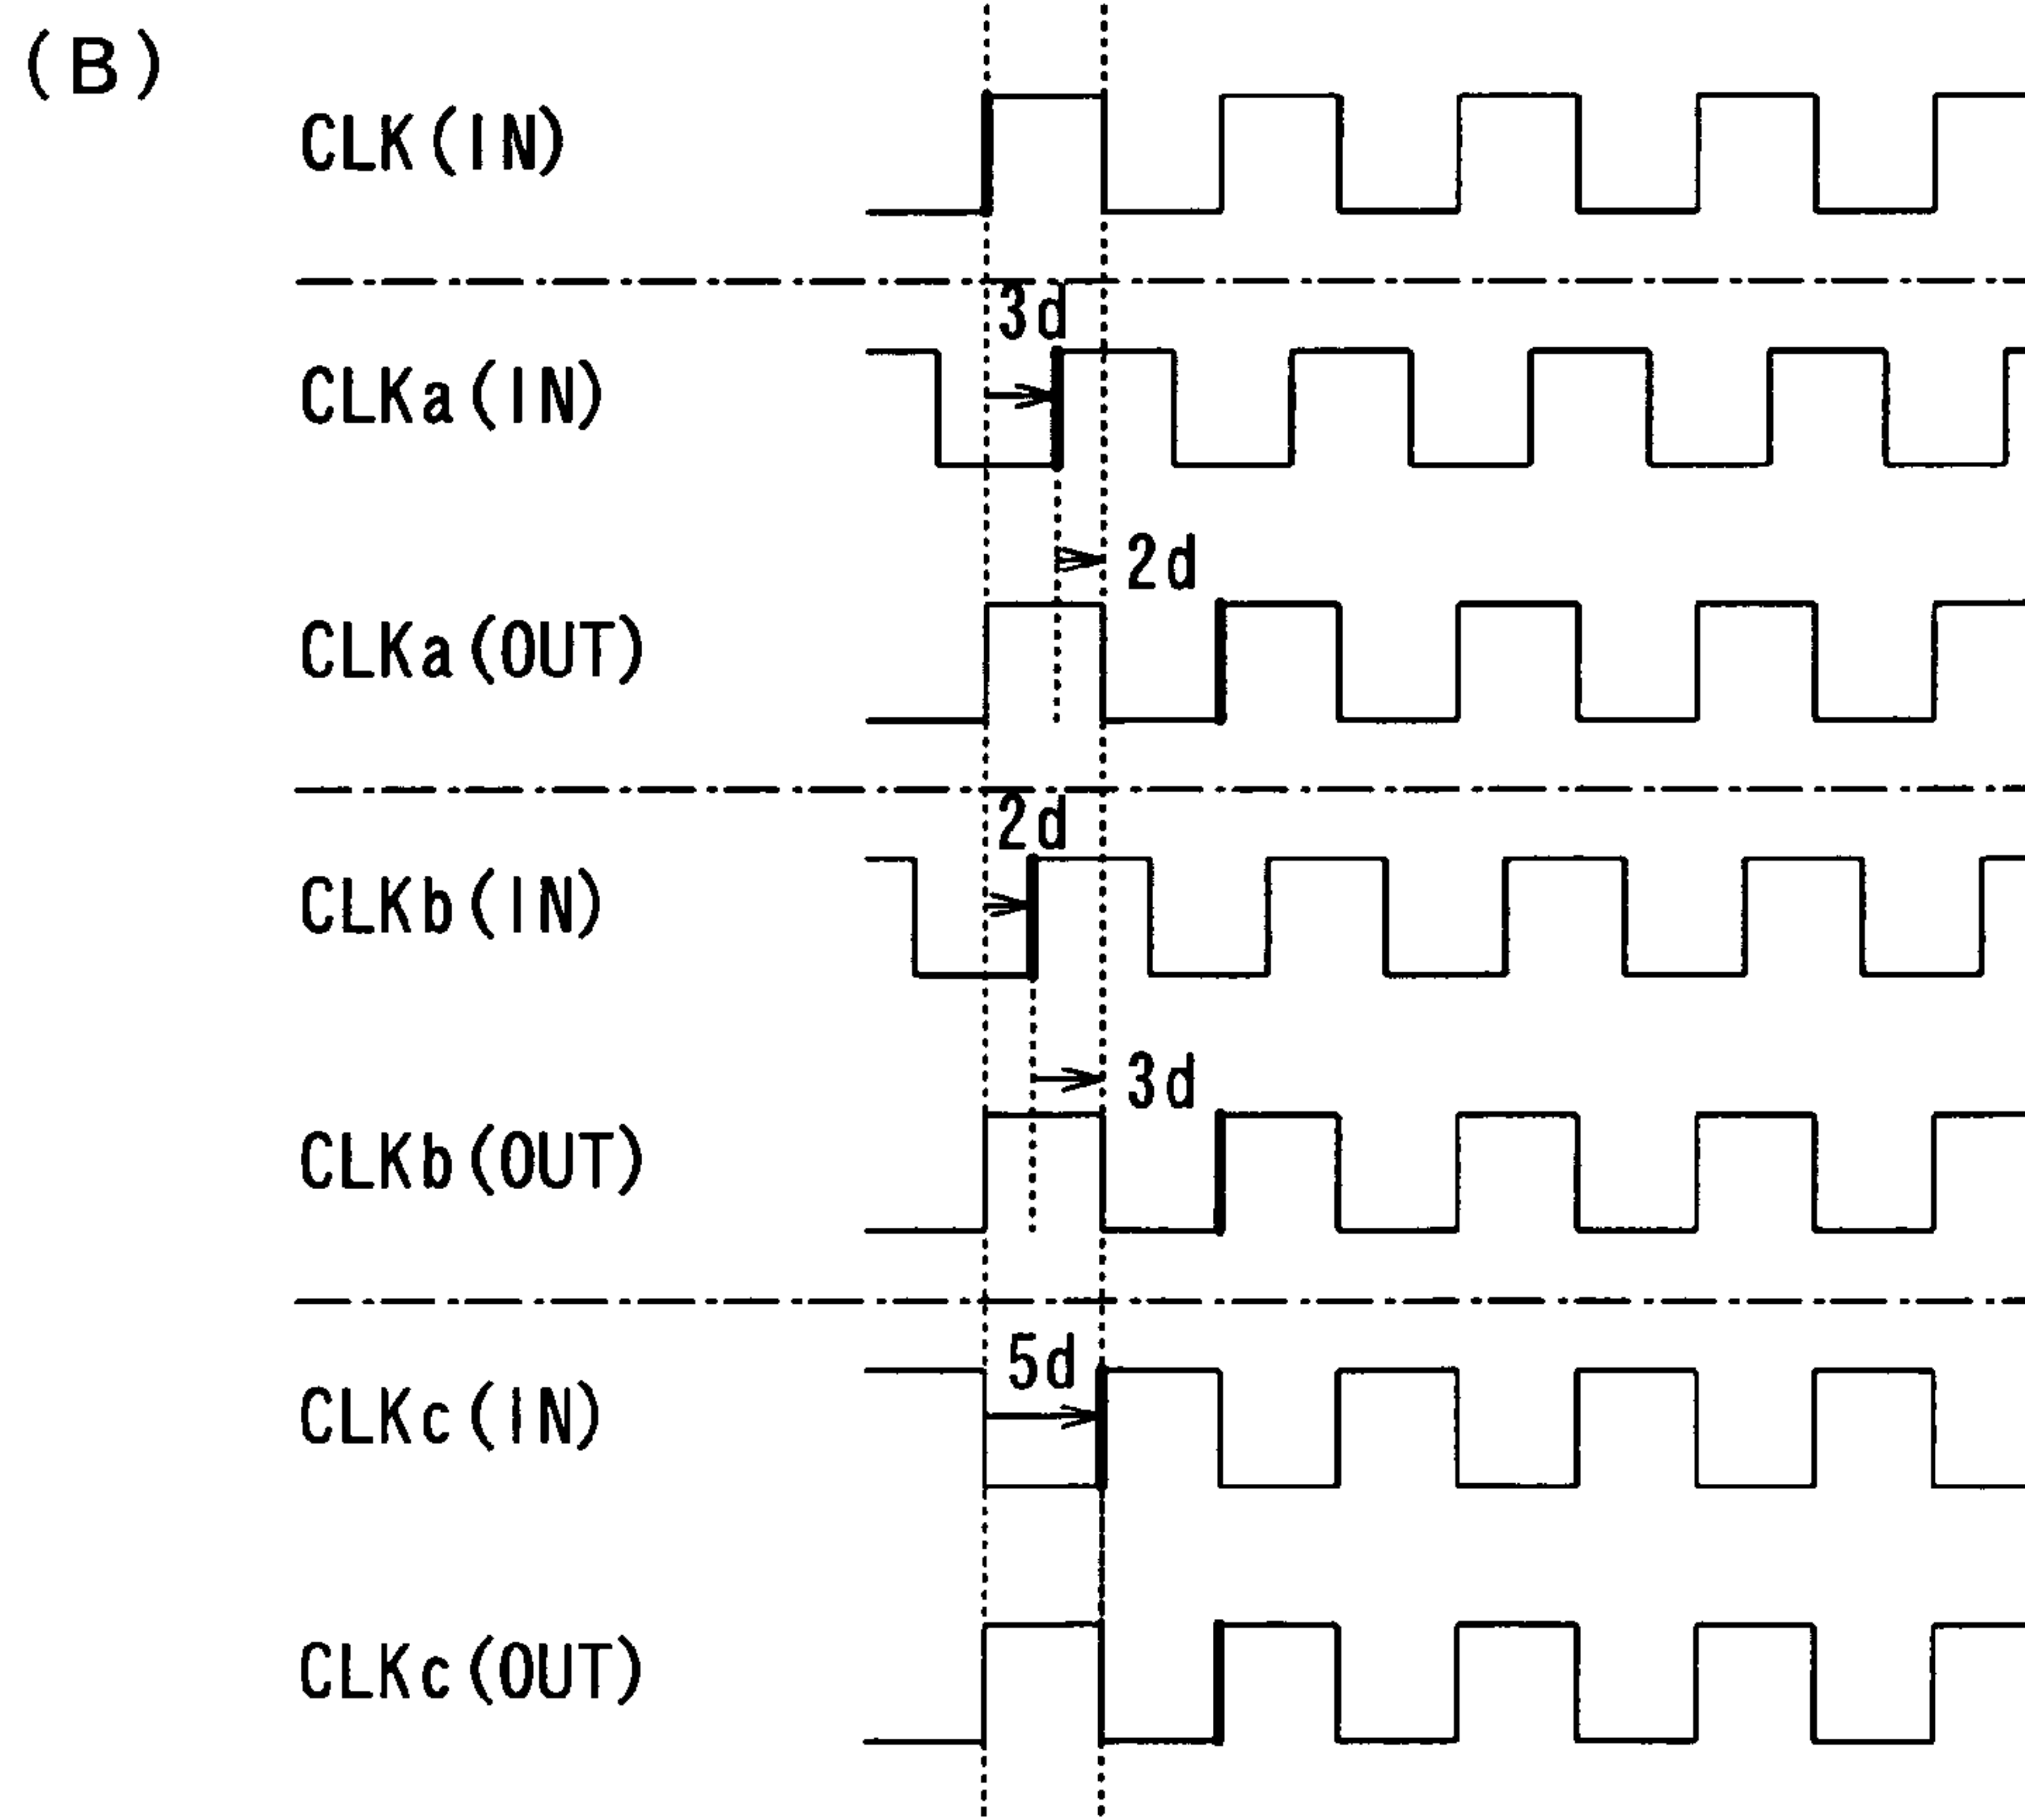 (B)
CLK(IN)
3d
CLKa(IN)
2d
CLKa(OUT)
2d
CLKb(IN)
3d
CLKb(OUT)
5d
CLKc(IN)
CLKc(OUT)